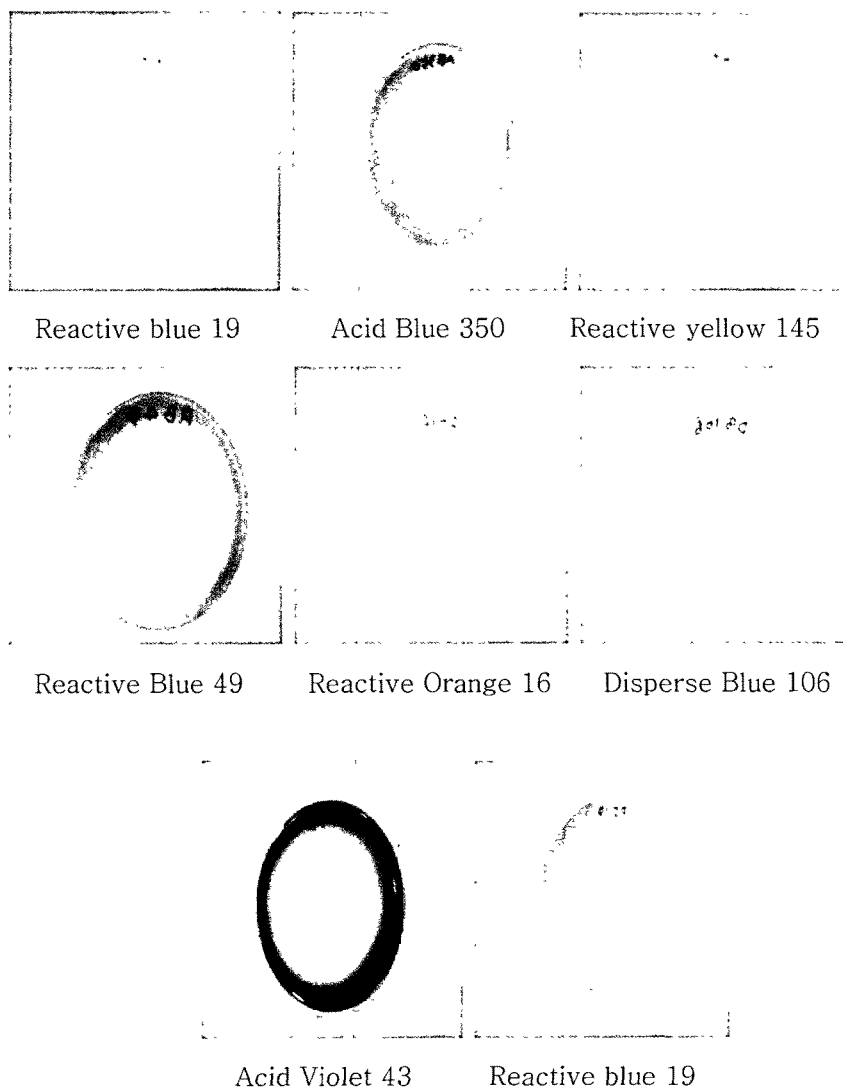 Reactive blue 19
Acid Blue 350
Reactive yellow 145
Reactive Blue 49
Reactive Orange 16
Disperse Blue 106
Acid Violet 43
Reactive blue 19